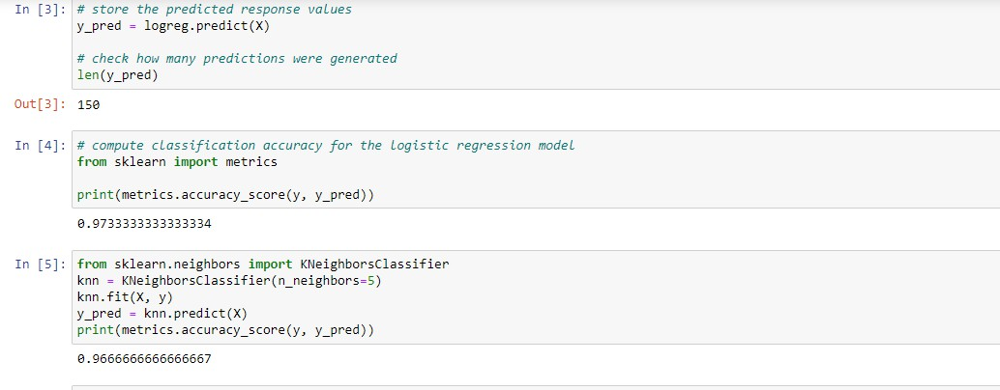 In [3]: # store the predicted response values
y_pred = logreg.predict(X)
# check how many predictions were generated
len(y_pred)
Out[3]: 150
In [4]: # compute classification accuracy for the logistic regression model
from sklearn import metrics
print(metrics.accuracy_score(y, y_pred))
0.9733333333333334
In [5]: from sklearn.neighbors import KNeighborsClassifier
knn = KNeighborsClassifier(n_neighbors=5)
knn.fit(X, y)
y_pred = knn.predict(X)
print(metrics.accuracy_score(y, y_pred))
0.9666666666666667